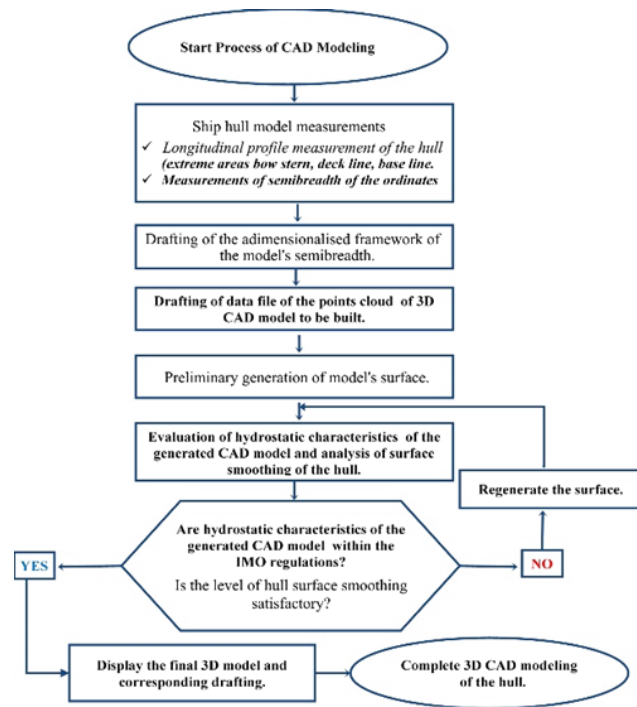 Start Process of CAD Modeling
Ship hull model measurements
✓ Longitudinal profile measurement of the hull
(extreme areas bow stern, deck line, base line.
✓ Measurements of semibreadth of the ordinates
Drafting of the adimensionalised framework of
the model's semibreadth.
Drafting of data file of the points cloud of 3D
CAD model to be built.
Preliminary generation of model's surface.
Evaluation of hydrostatic characteristics of the
generated CAD model and analysis of surface
smoothing of the hull.
Regenerate the surface.
Are hydrostatic characteristics of the
generated CAD model within the
IMO regulations?
Is the level of hull surface smoothing
satisfactory?
YES
NO
Display the final 3D model and
corresponding drafting.
Complete 3D CAD modeling
of the hull.